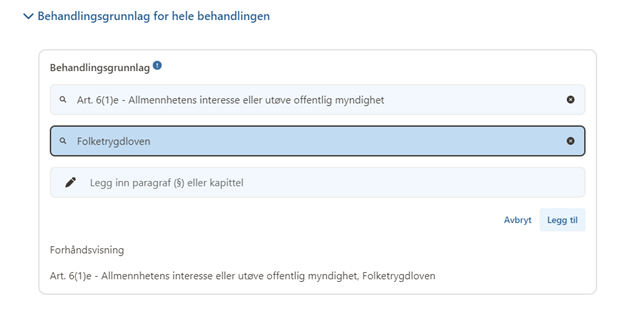 Behandlingsgrunnlag for hele behandlingen
Behandlingsgrunnlag
Art. 6(1)e - Allmennhetens interesse eller utøve offentlig myndighet
Folketrygdloven
Legg inn paragraf (§) eller kapittel
Avbryt Legg til
Forhåndsvisning
Art. 6(1)e - Allmennhetens interesse eller utøve offentlig myndighet, Folketrygdloven